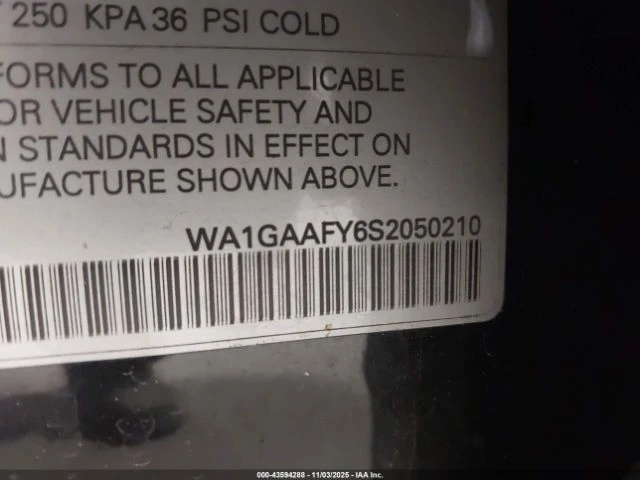 250 KPA 36 PSI COLD
FORMS TO ALL APPLICABLE
OR VEHICLE SAFETY AND
N STANDARDS IN EFFECT ON
UFACTURE SHOWN ABOVE.
WA1GAAFY6S2050210
000-43594288 - 11/03/2025 - IAA Inc.